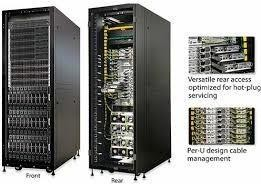 Versatile rear access
optimized for hot-plug
servicing
Per-U design cable
management
Front
Rear